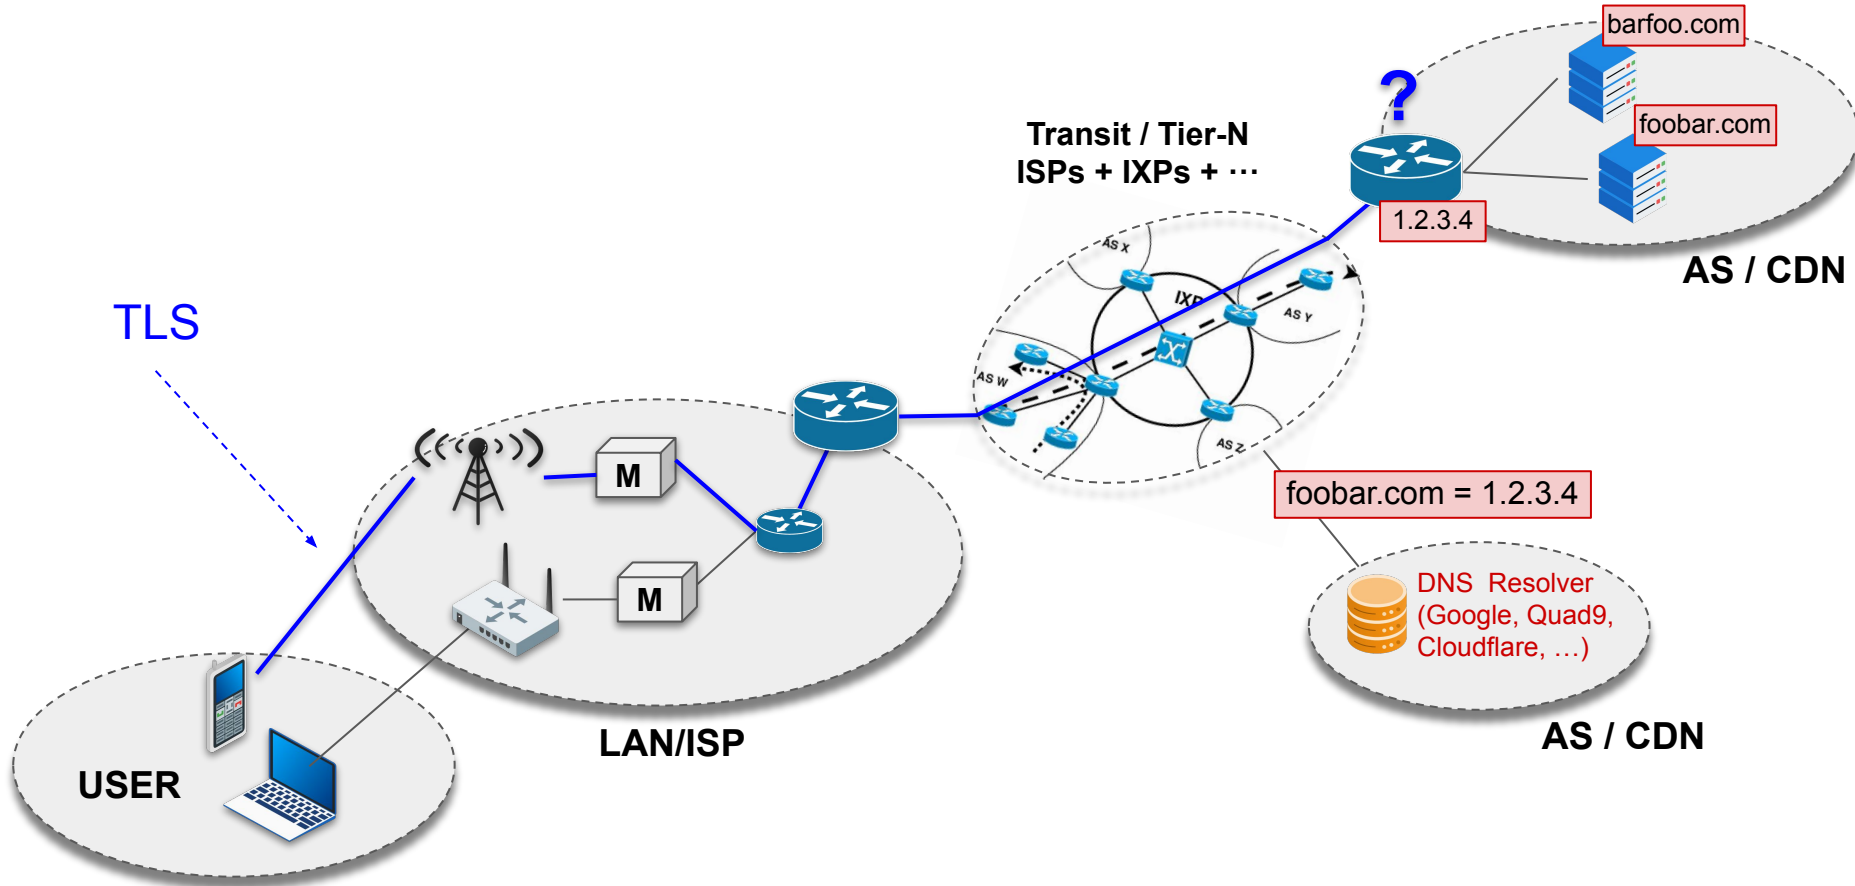 barfoo.com
?
foobar.com
Transit / Tier-N
ISPs + IXPs + ...
1.2.3.4
AS / CDN
AS X
IXP
AS Y
AS W
AS Z
TLS
M
M
foobar.com = 1.2.3.4
DNS Resolver
(Google, Quad9,
Cloudflare, …)
AS / CDN
LAN/ISP
USER